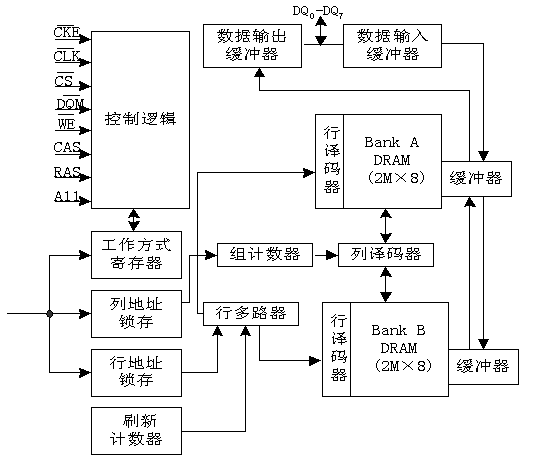 DQ₀-DQ₇
CKE
CLK
CS
DQM
WE
CAS
RAS
A11
控制逻辑
数据输出
缓冲器
数据输入
缓冲器
行译码器
Bank A
DRAM
(2M×8)
缓冲器
工作方式
寄存器
组计数器
列译码器
列地址
锁存
行多路器
行译码器
Bank B
DRAM
(2M×8)
缓冲器
行地址
锁存
刷新
计数器